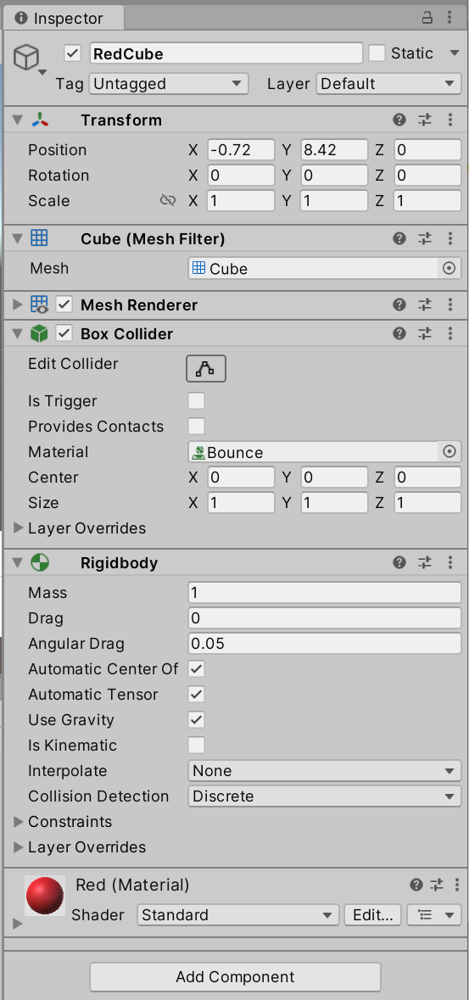 Inspector
RedCube Static
Tag Untagged Layer Default
Transform
Position X -0.72 Y 8.42 Z 0
Rotation X 0 Y 0 Z 0
Scale X 1 Y 1 Z 1
Cube (Mesh Filter)
Mesh Cube
Mesh Renderer
Box Collider
Edit Collider
Is Trigger
Provides Contacts
Material Bounce
Center X 0 Y 0 Z 0
Size X 1 Y 1 Z 1
Layer Overrides
Rigidbody
Mass 1
Drag 0
Angular Drag 0.05
Automatic Center Of
Automatic Tensor
Use Gravity
Is Kinematic
Interpolate None
Collision Detection Discrete
Constraints
Layer Overrides
Red (Material)
Shader Standard Edit...
Add Component